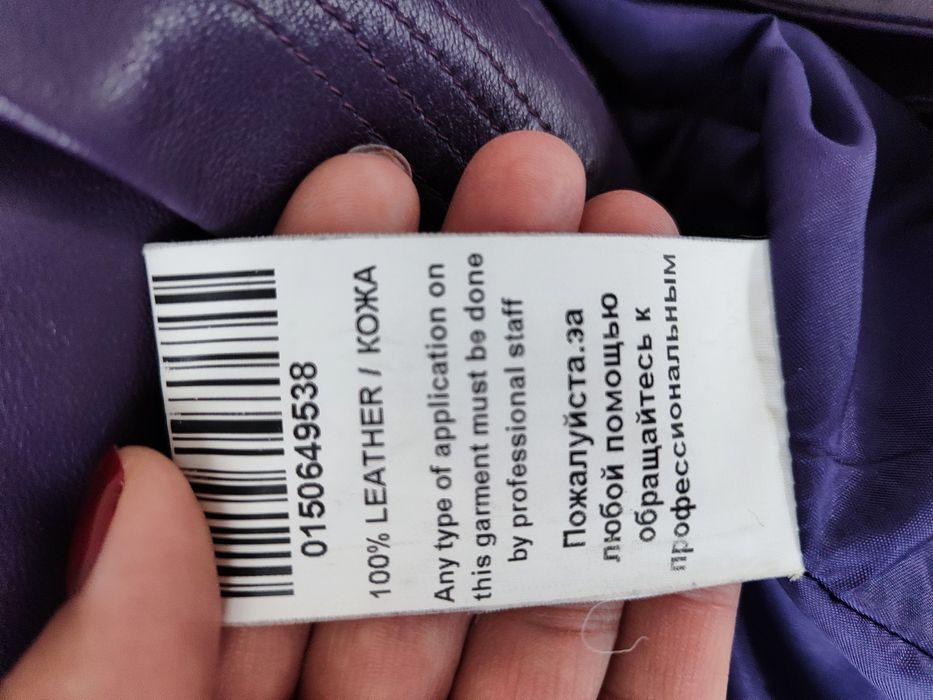 0150649538
100% LEATHER / КОЖА
Any type of application on
this garment must be done
by professional staff
Пожалуйста.эа
любой помощью
обращайтесь к
профессиональным